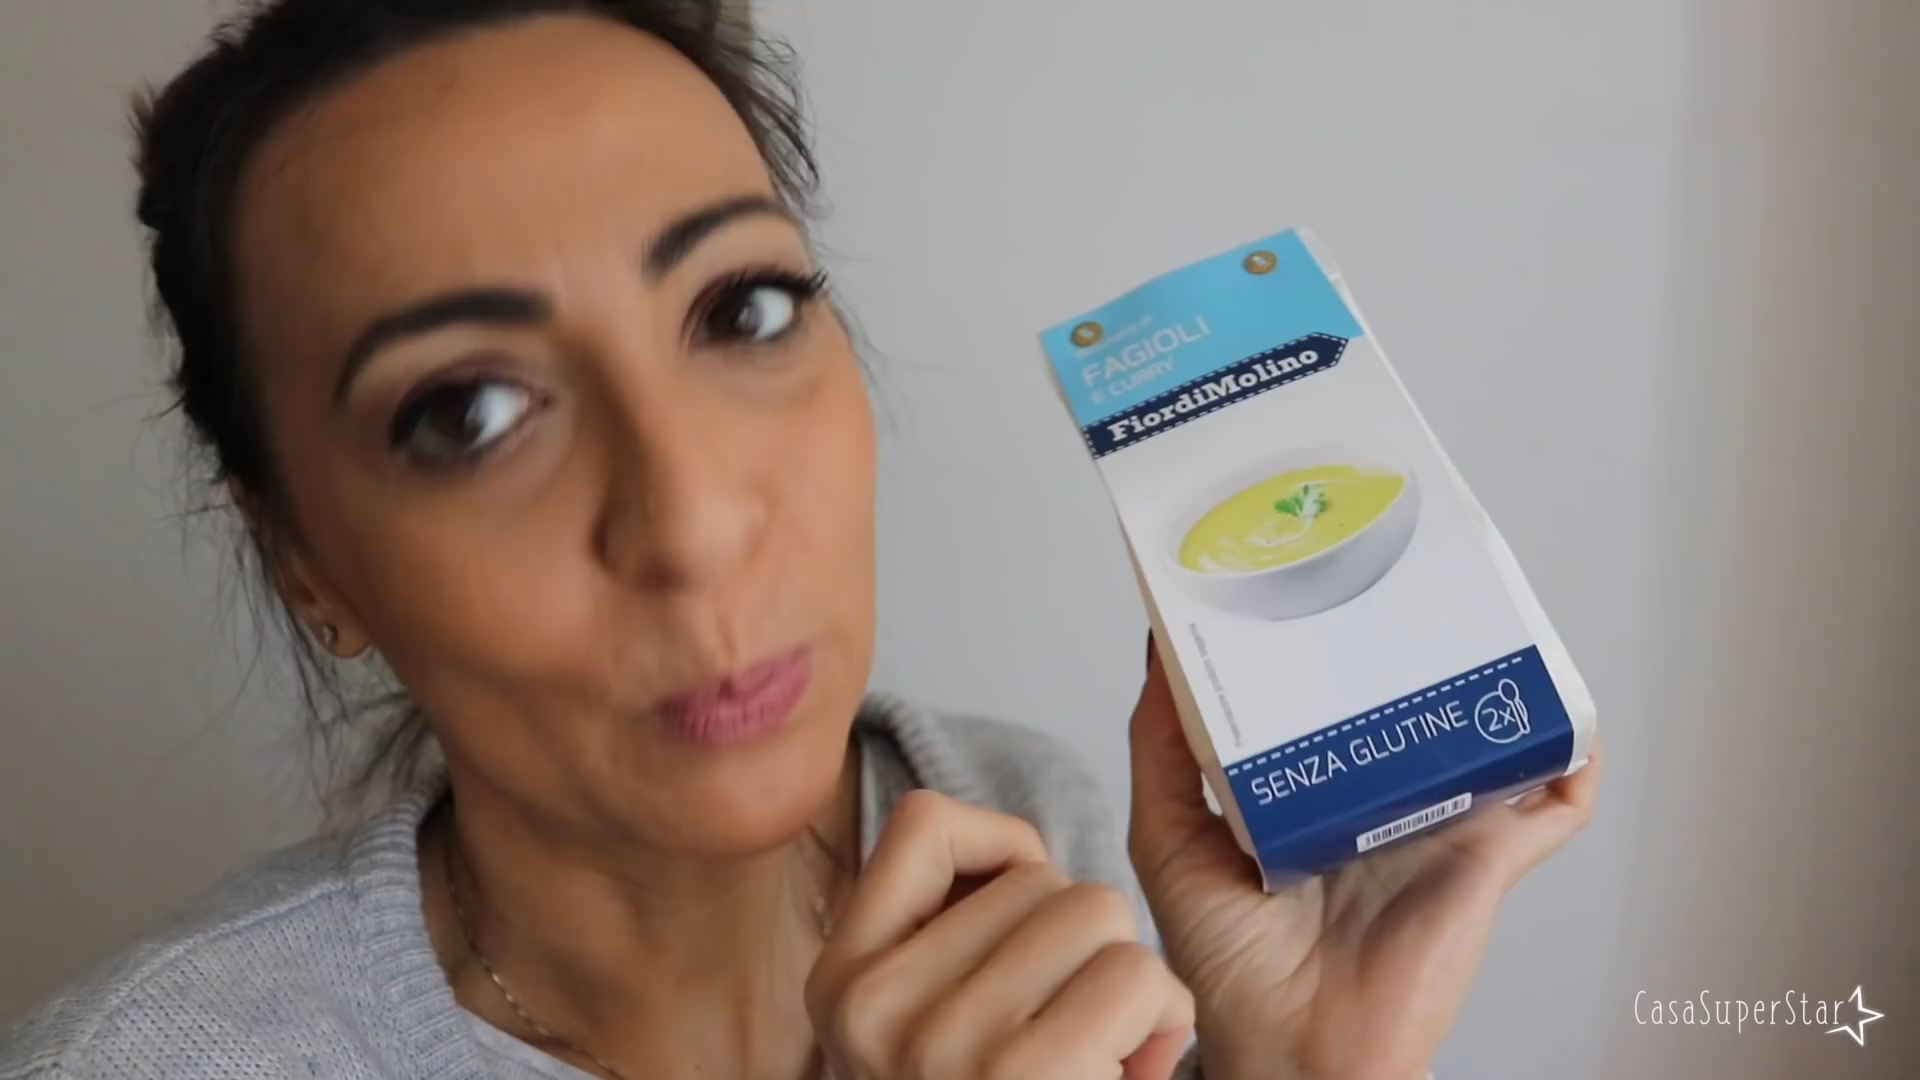 FAGIOLI
E CURRY
FiordiMolino
SENZA GLUTINE
2x
CasaSuperStar